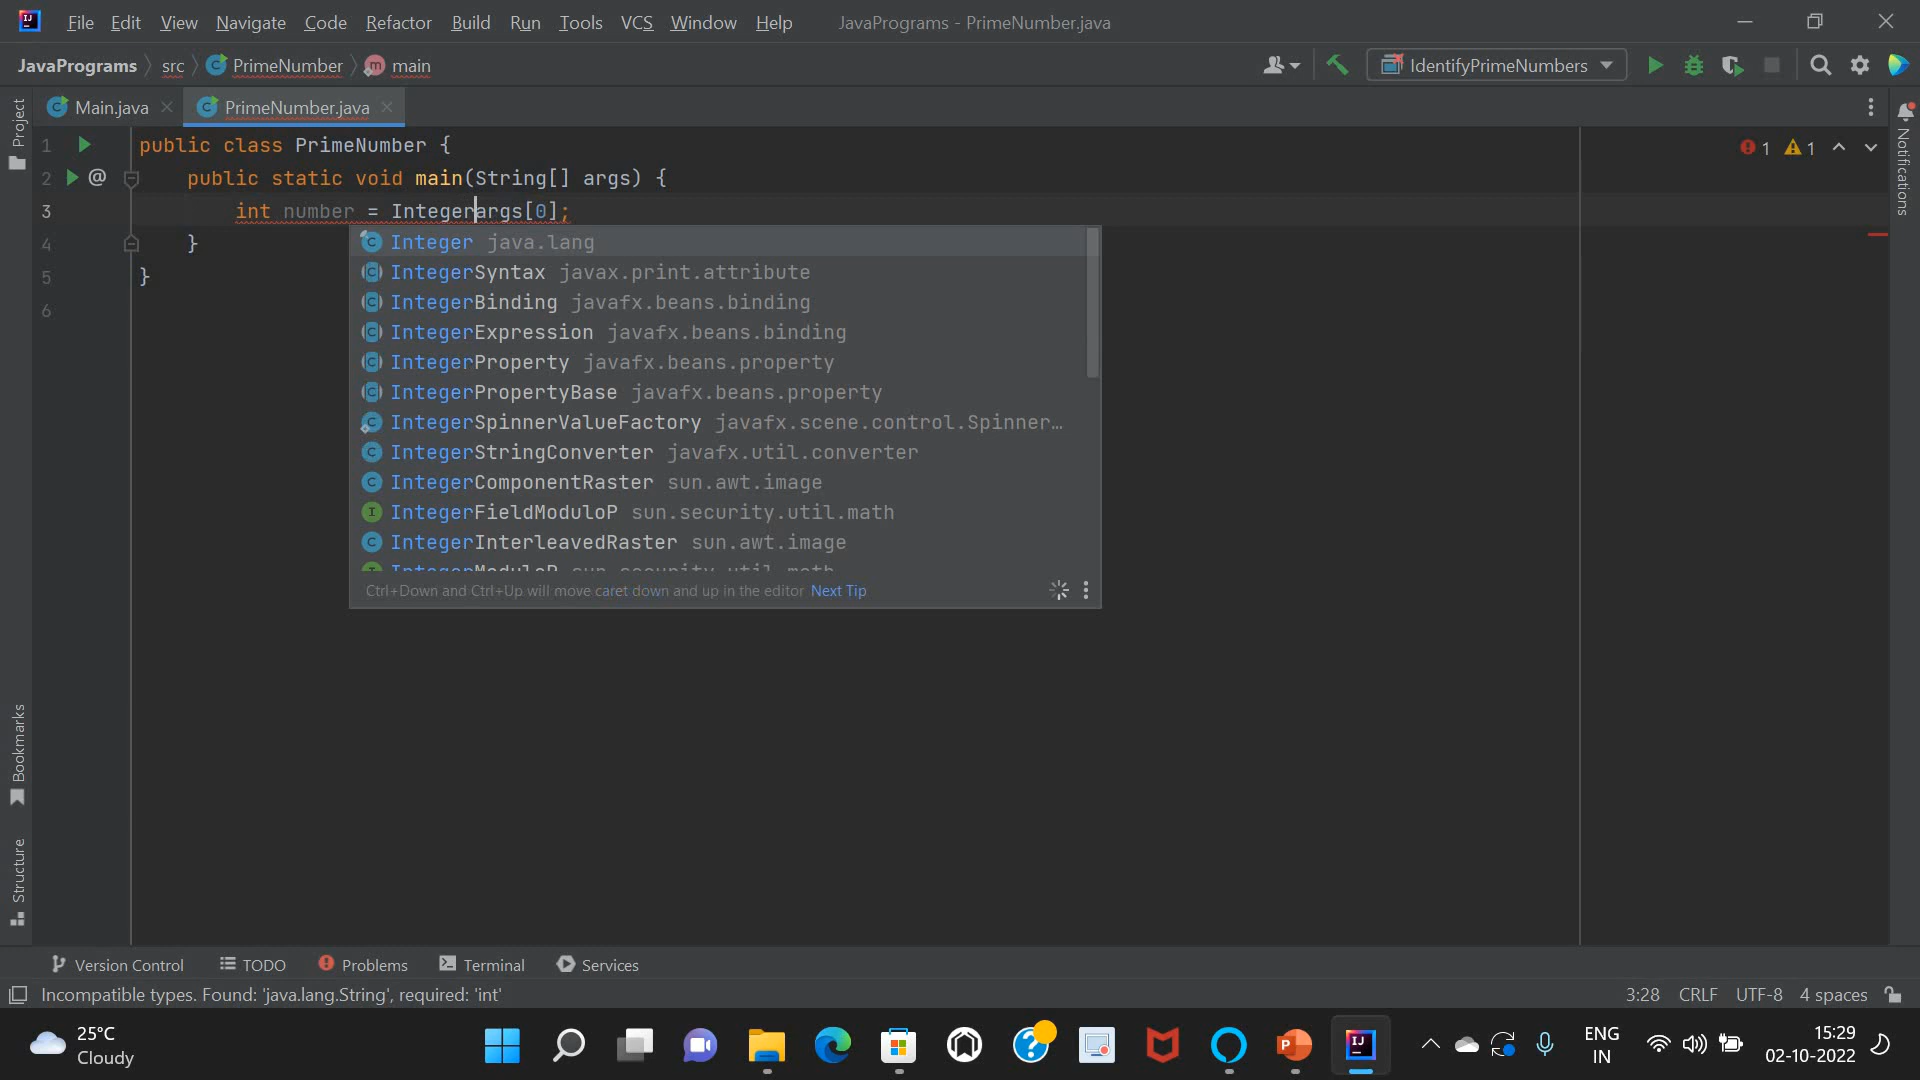 File Edit View Navigate Code Refactor Build Run Tools VCS Window Help JavaPrograms - PrimeNumber.java
JavaPrograms src PrimeNumber main IdentifyPrimeNumbers
Main.java PrimeNumber.java
Project
Notifications
1 public class PrimeNumber {
1 1
2 @ public static void main(String[] args) {
3 int number = Integerargs[0];
4 }
5 }
6
Integer java.lang
IntegerSyntax javax.print.attribute
IntegerBinding javafx.beans.binding
IntegerExpression javafx.beans.binding
IntegerProperty javafx.beans.property
IntegerPropertyBase javafx.beans.property
IntegerSpinnerValueFactory javafx.scene.control.Spinner…
IntegerStringConverter javafx.util.converter
IntegerComponentRaster sun.awt.image
IntegerFieldModuloP sun.security.util.math
IntegerInterleavedRaster sun.awt.image
IntegerModuloP sun.security.util.math
Ctrl+Down and Ctrl+Up will move caret down and up in the editor Next Tip
Bookmarks
Structure
Version Control TODO Problems Terminal Services
Incompatible types. Found: 'java.lang.String', required: 'int' 3:28 CRLF UTF-8 4 spaces
25°C
Cloudy
ENG
IN
15:29
02-10-2022